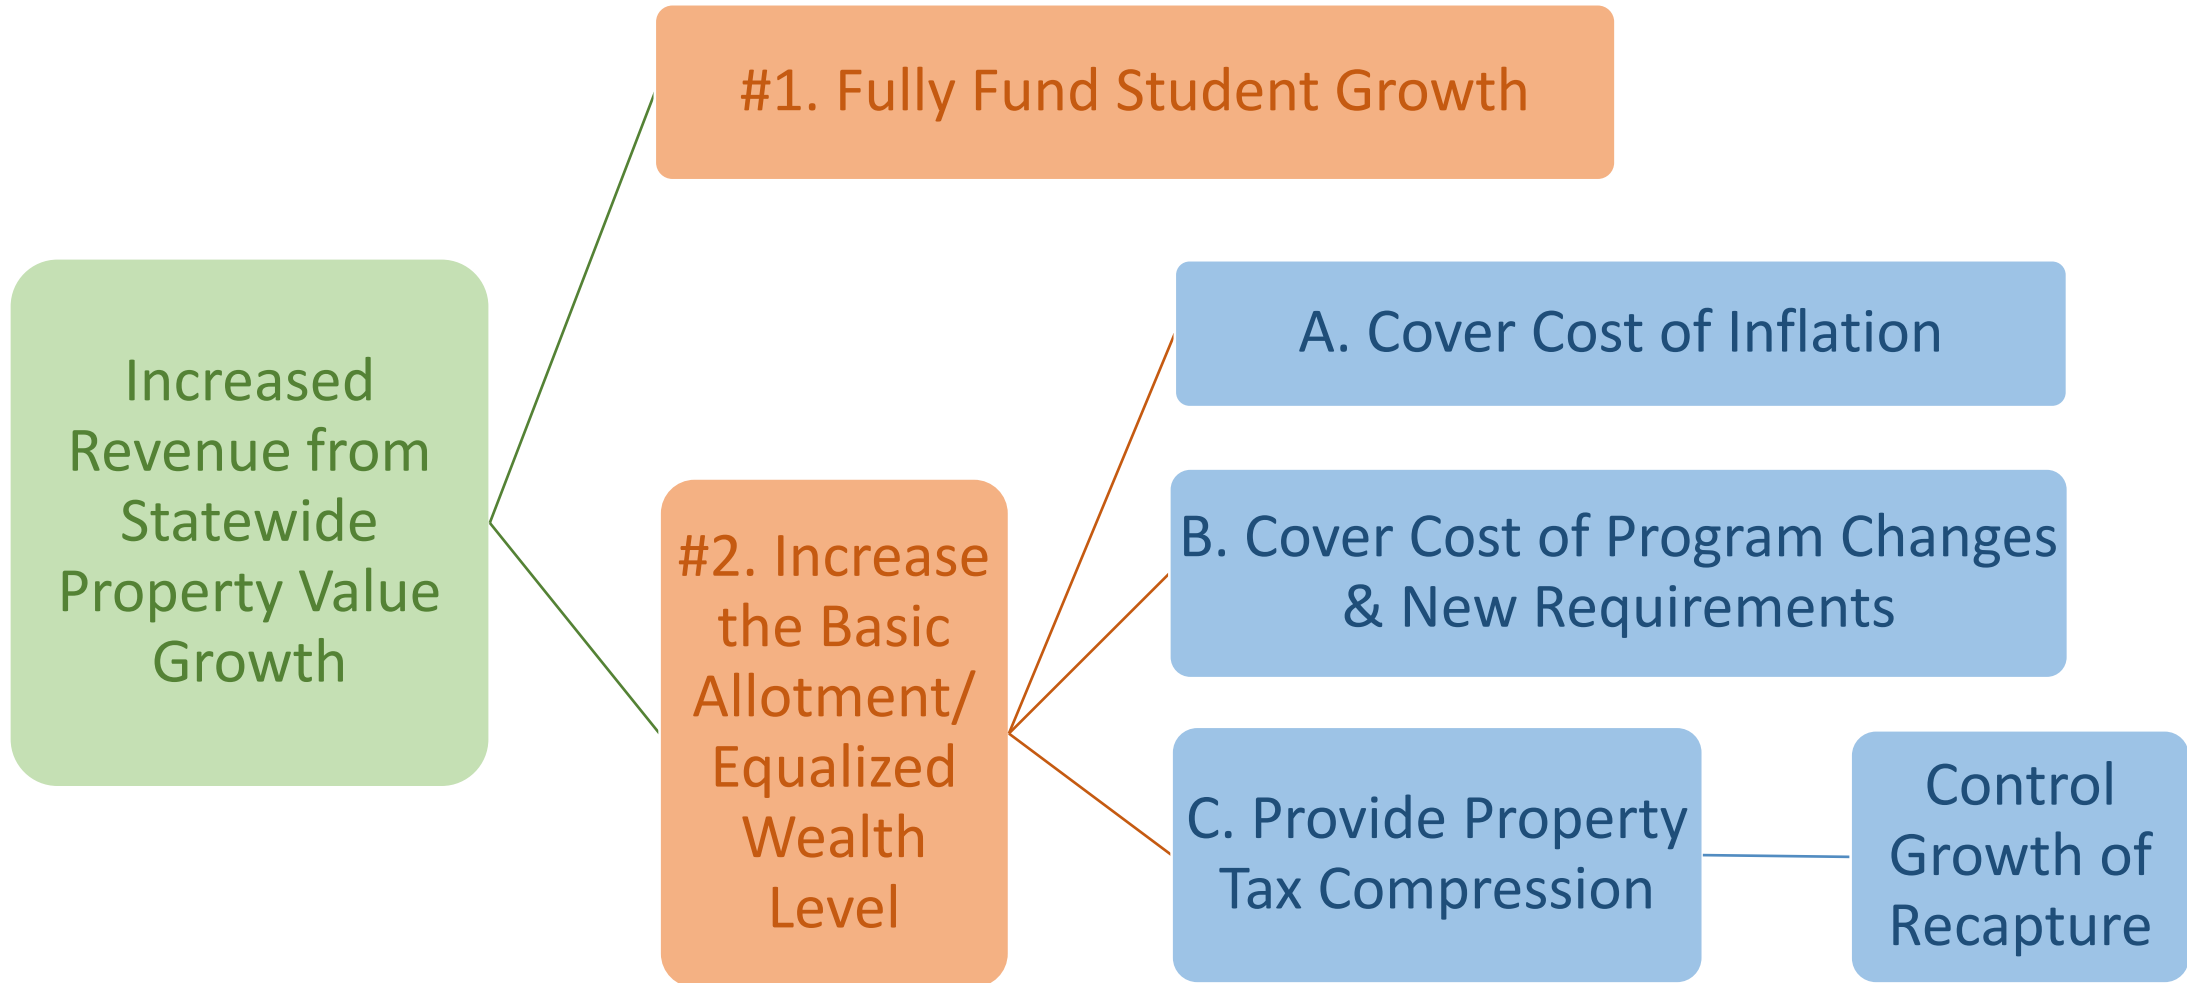 #1. Fully Fund Student Growth
Increased
Revenue from
Statewide
Property Value
Growth
#2. Increase
the Basic
Allotment/
Equalized
Wealth
Level
A. Cover Cost of Inflation
B. Cover Cost of Program Changes
& New Requirements
C. Provide Property
Tax Compression
Control
Growth of
Recapture